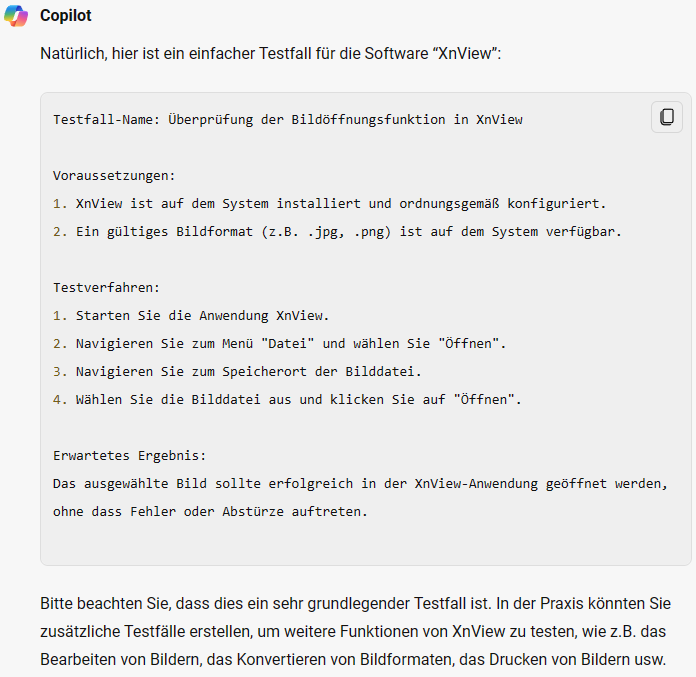 Copilot
Natürlich, hier ist ein einfacher Testfall für die Software “XnView”:
Testfall-Name: Überprüfung der Bildöffnungsfunktion in XnView
Voraussetzungen:
1. XnView ist auf dem System installiert und ordnungsgemäß konfiguriert.
2. Ein gültiges Bildformat (z.B. .jpg, .png) ist auf dem System verfügbar.
Testverfahren:
1. Starten Sie die Anwendung XnView.
2. Navigieren Sie zum Menü "Datei" und wählen Sie "Öffnen".
3. Navigieren Sie zum Speicherort der Bilddatei.
4. Wählen Sie die Bilddatei aus und klicken Sie auf "Öffnen".
Erwartetes Ergebnis:
Das ausgewählte Bild sollte erfolgreich in der XnView-Anwendung geöffnet werden,
ohne dass Fehler oder Abstürze auftreten.
Bitte beachten Sie, dass dies ein sehr grundlegender Testfall ist. In der Praxis könnten Sie
zusätzliche Testfälle erstellen, um weitere Funktionen von XnView zu testen, wie z.B. das
Bearbeiten von Bildern, das Konvertieren von Bildformaten, das Drucken von Bildern usw.